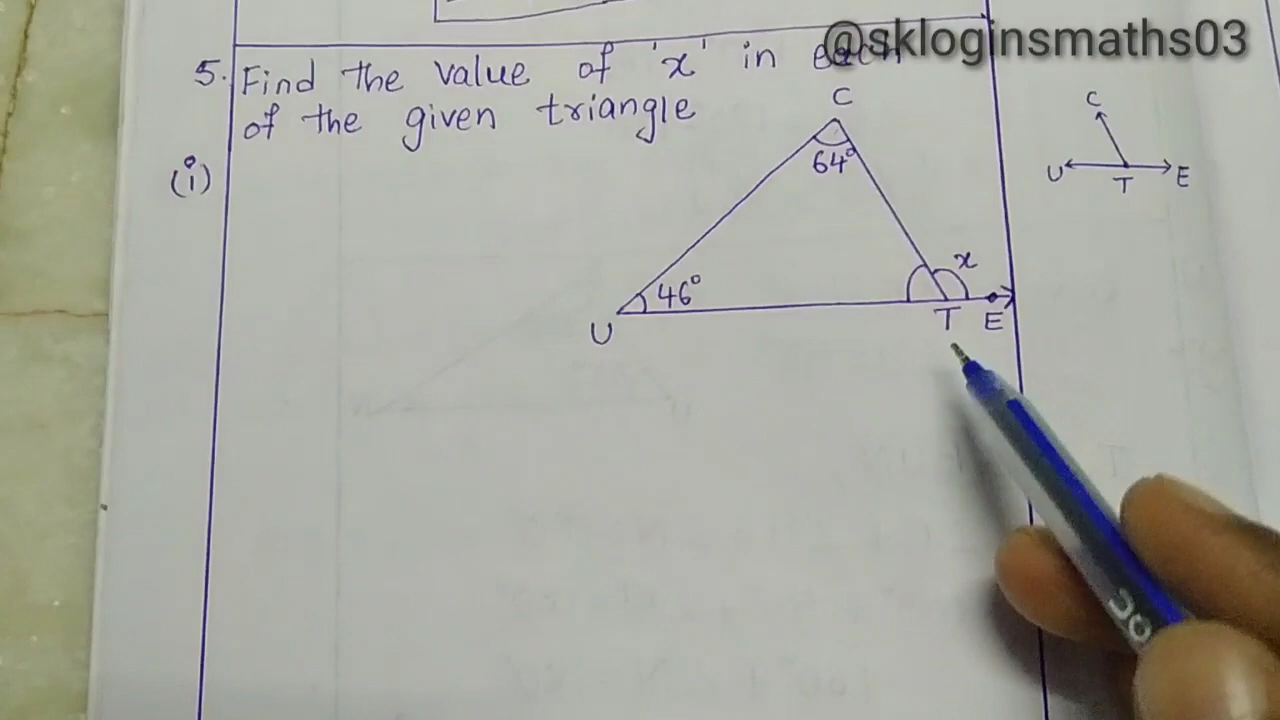 @skloginsmaths03
5. Find the value of 'x' in each
of the given triangle
(i)
C
64°
46°
x
U
T
E
C
U
T
E